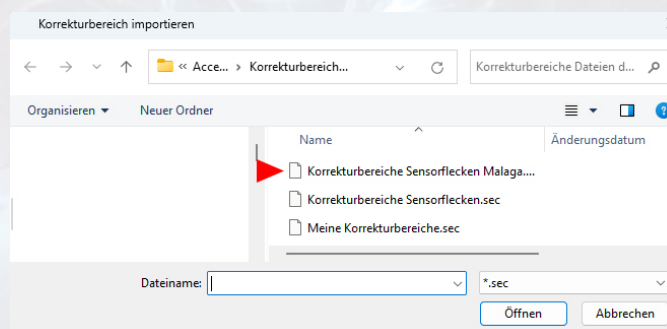 Korrekturbereich importieren
« Acce... › Korrekturbereich...
Korrekturbereiche Dateien d...
Organisieren Neuer Ordner
Name Änderungsdatum
Korrekturbereiche Sensorflecken Malaga....
Korrekturbereiche Sensorflecken.sec
Meine Korrekturbereiche.sec
Dateiname: *.sec
Öffnen Abbrechen